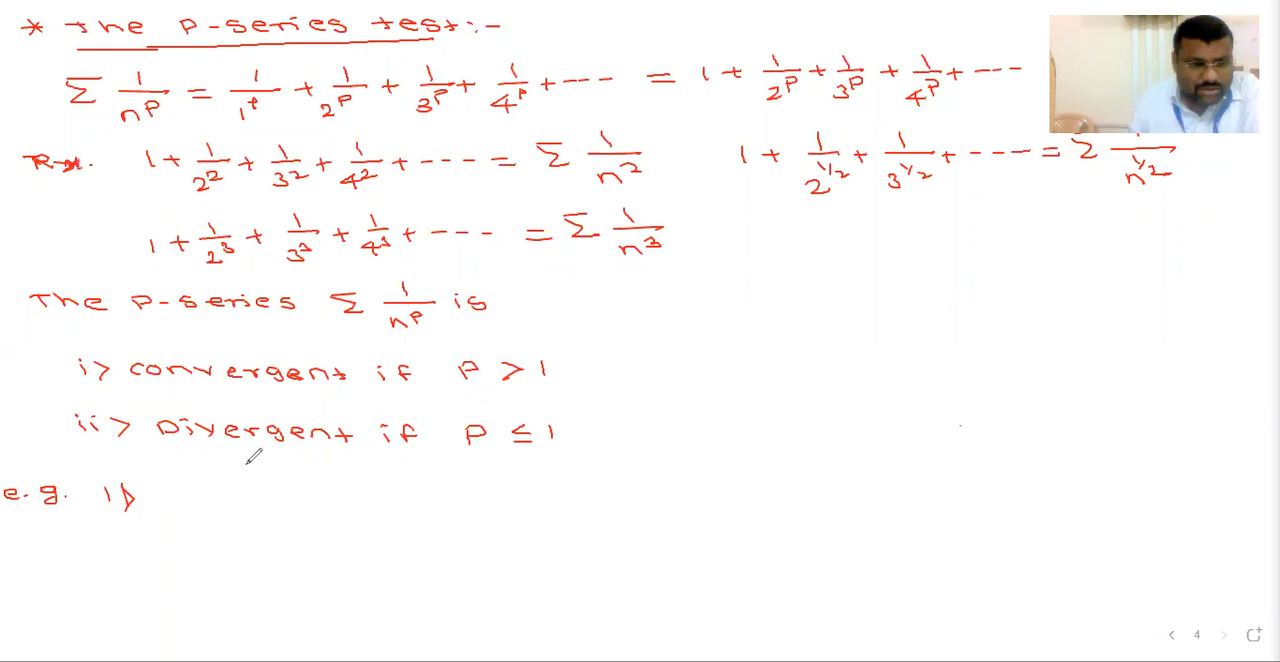 * The P-series test:-
Σ 1/n^p = 1/1^p + 1/2^p + 1/3^p + 1/4^p + ---- = 1 + 1/2^p + 1/3^p + 1/4^p + ----
1 + 1/2^2 + 1/3^2 + 1/4^2 + ---- = Σ 1/n^2
1 + 1/2^(1/2) + 1/3^(1/2) + ---- = Σ 1/n^(1/2)
1 + 1/2^3 + 1/3^3 + 1/4^3 + ---- = Σ 1/n^3
The P-series Σ 1/n^p is
i> convergent if P > 1
ii> Divergent if P ≤ 1
e.g. 1)
4